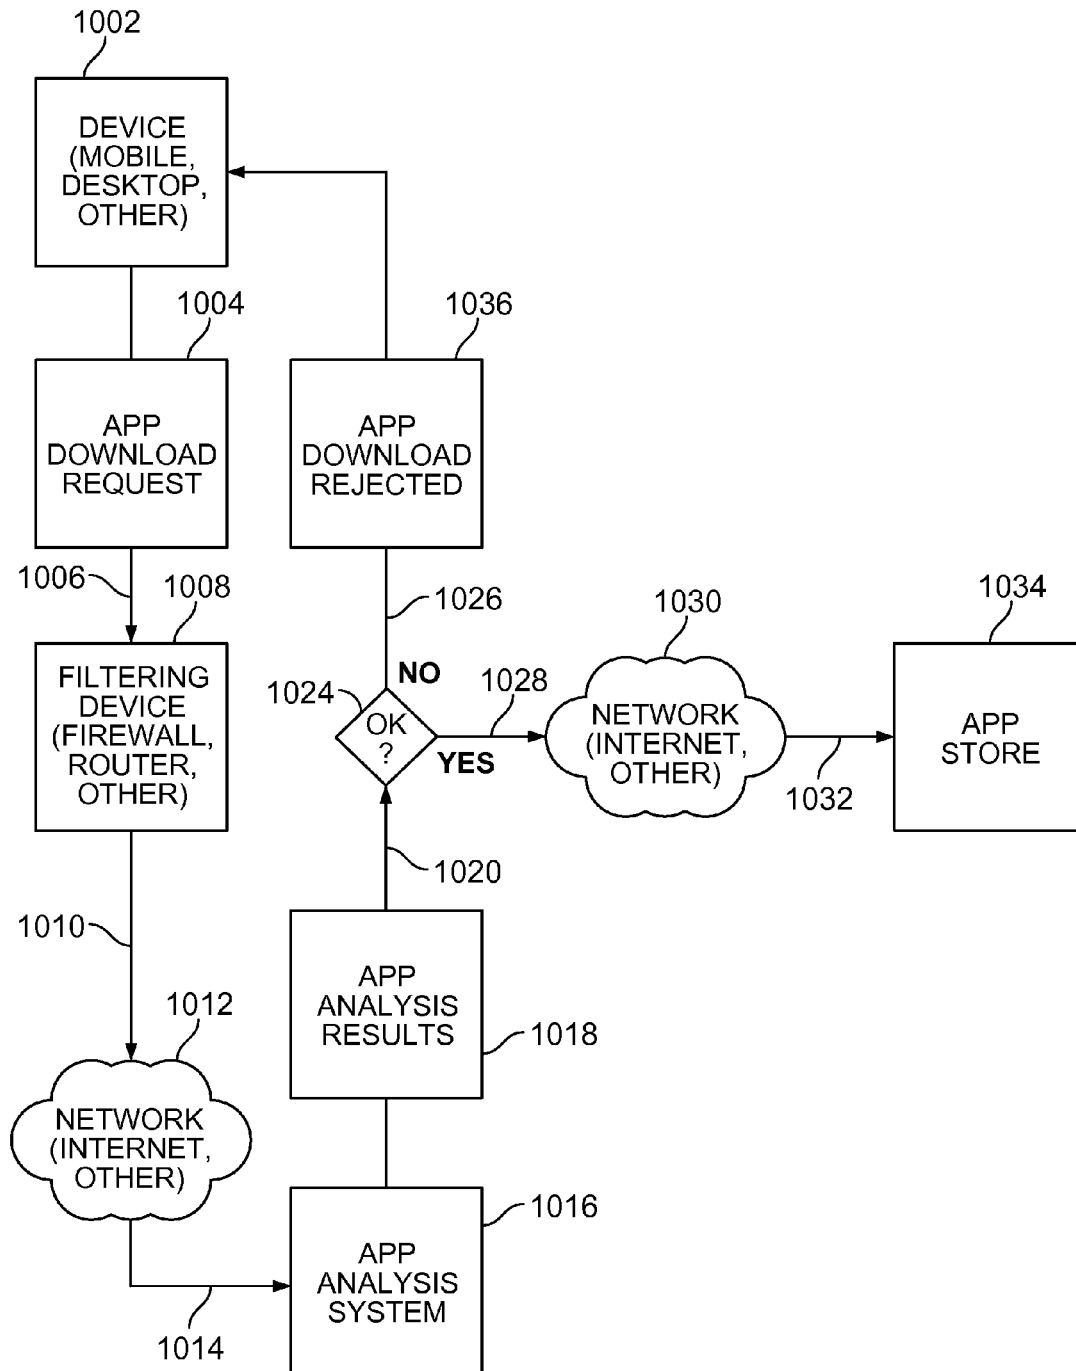 1002
DEVICE
(MOBILE,
DESKTOP,
OTHER)
1004
APP
DOWNLOAD
REQUEST
1036
APP
DOWNLOAD
REJECTED
1006
1008
FILTERING
DEVICE
(FIREWALL,
ROUTER,
OTHER)
1026
NO
1024
OK
?
YES
1028
1030
NETWORK
(INTERNET,
OTHER)
1032
1034
APP
STORE
1020
1010
APP
ANALYSIS
RESULTS
1018
1012
NETWORK
(INTERNET,
OTHER)
1014
1016
APP
ANALYSIS
SYSTEM